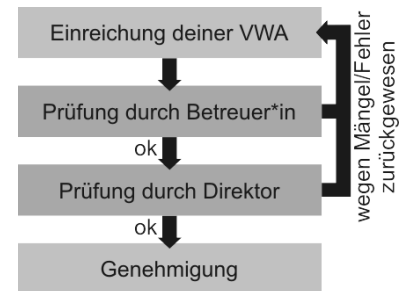 Einreichung deiner VWA
Prüfung durch Betreuer*in
ok
Prüfung durch Direktor
ok
Genehmigung
wegen Mängel/Fehler
zurückgewesen